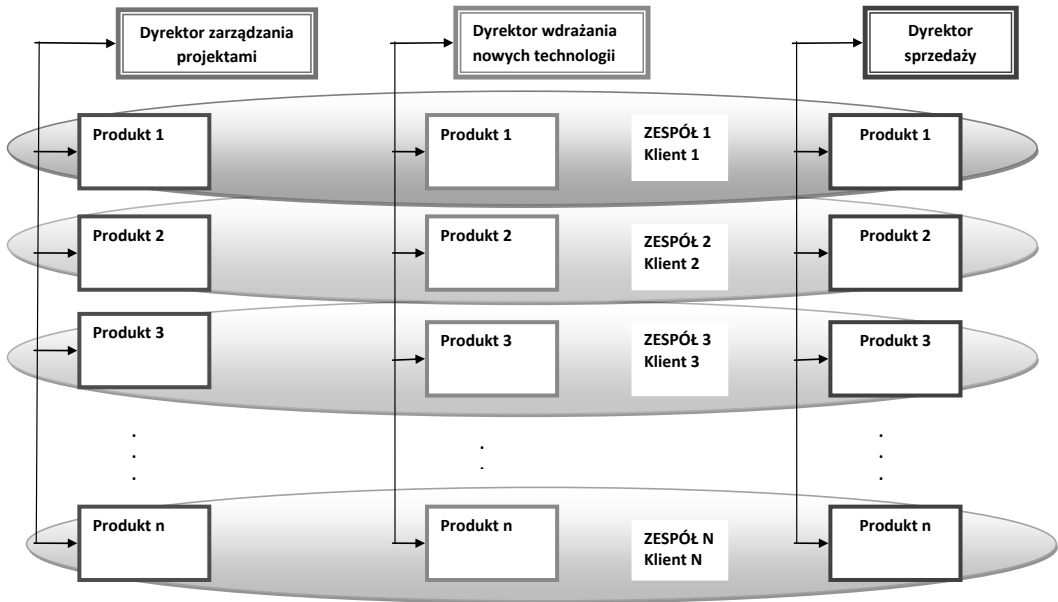 Dyrektor zarządzania
projektami
Dyrektor wdrażania
nowych technologii
Dyrektor
sprzedaży
Produkt 1
Produkt 1
ZESPÓŁ 1
Klient 1
Produkt 1
Produkt 2
Produkt 2
ZESPÓŁ 2
Klient 2
Produkt 2
Produkt 3
Produkt 3
ZESPÓŁ 3
Klient 3
Produkt 3
Produkt n
Produkt n
ZESPÓŁ N
Klient N
Produkt n